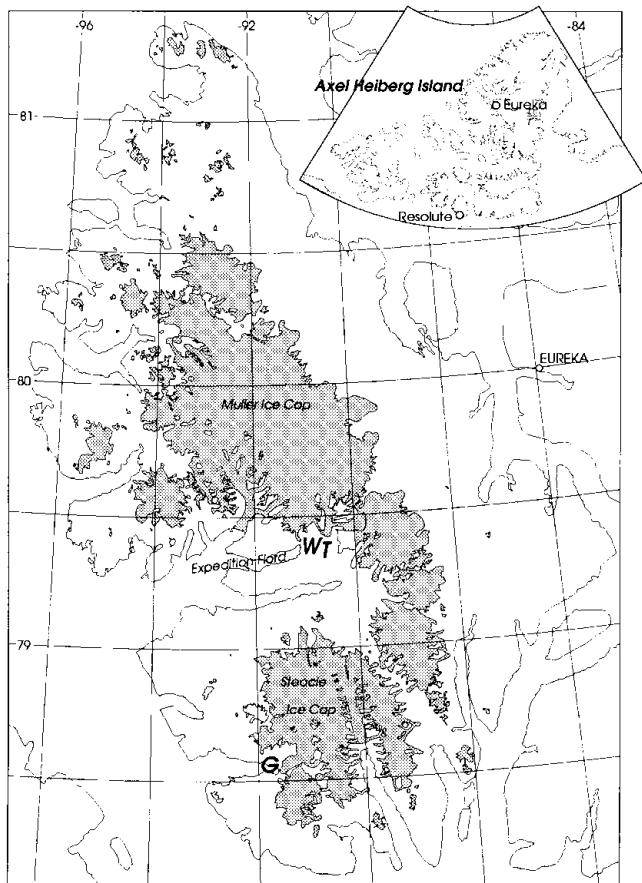 -96
-92
-84
Axel Heiberg Island
Eureka
81
Resolute
EUREKA
80
Muller Ice Cap
WT
Expedition Fiord
79
Steacie
Ice Cap
G